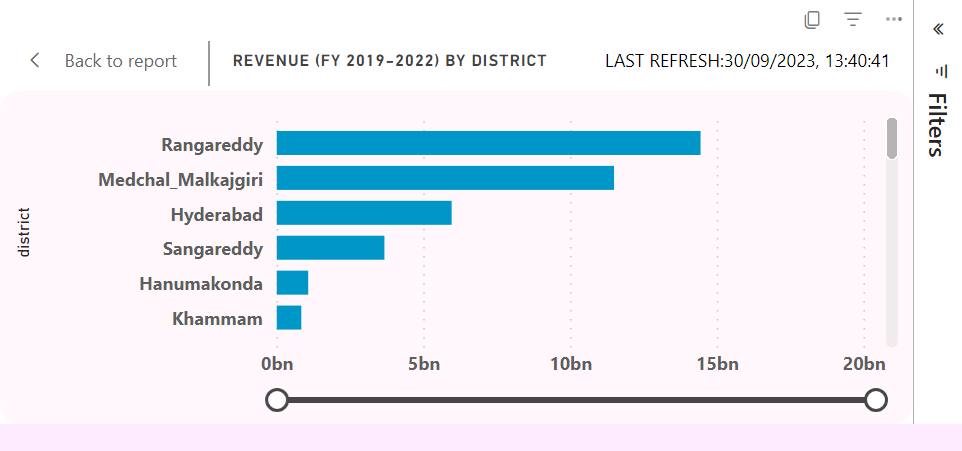 Back to report
REVENUE (FY 2019-2022) BY DISTRICT
LAST REFRESH:30/09/2023, 13:40:41
Filters
district
Rangareddy
Medchal_Malkajgiri
Hyderabad
Sangareddy
Hanumakonda
Khammam
0bn 5bn 10bn 15bn 20bn